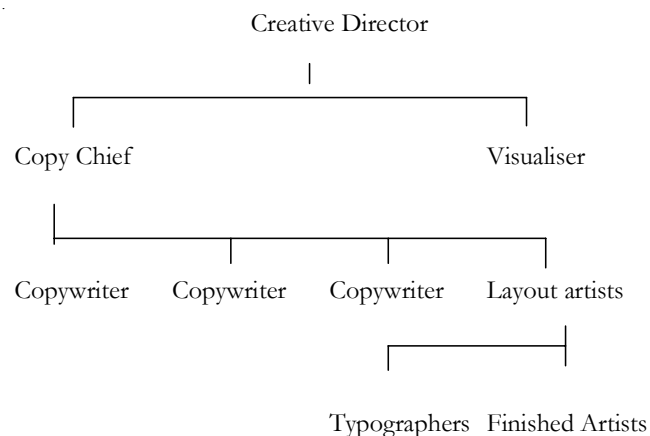 Creative Director
Copy Chief Visualiser
Copywriter Copywriter Copywriter Layout artists
Typographers Finished Artists